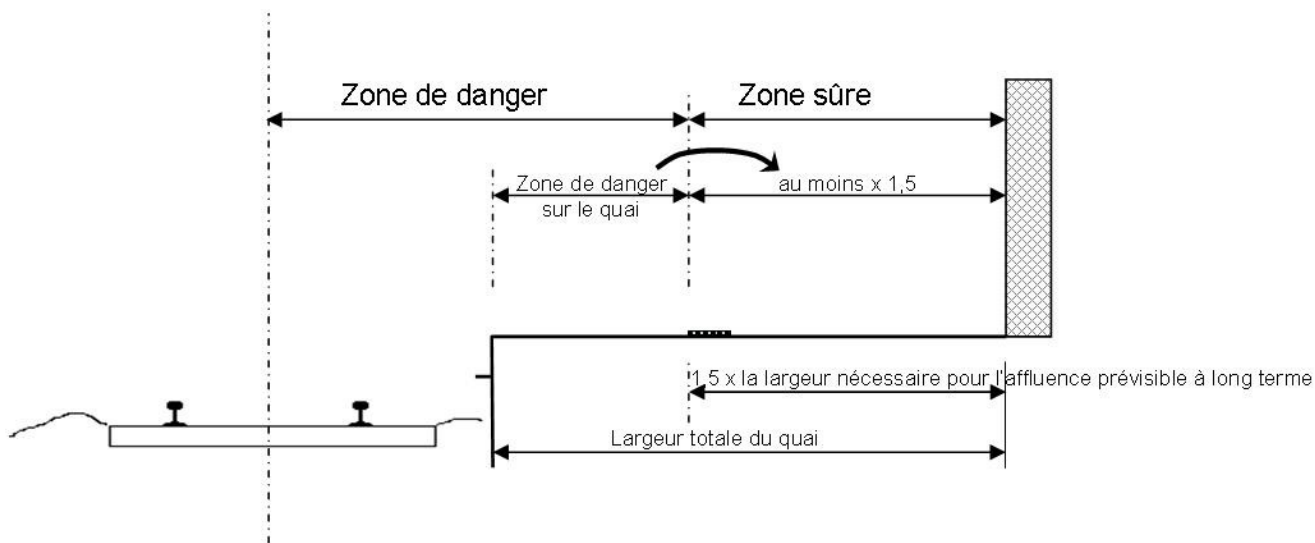 Zone de danger
Zone sûre
Zone de danger
sur le quai
au moins x 1,5
1,5 x la largeur nécessaire pour l'affluence prévisible à long terme
Largeur totale du quai